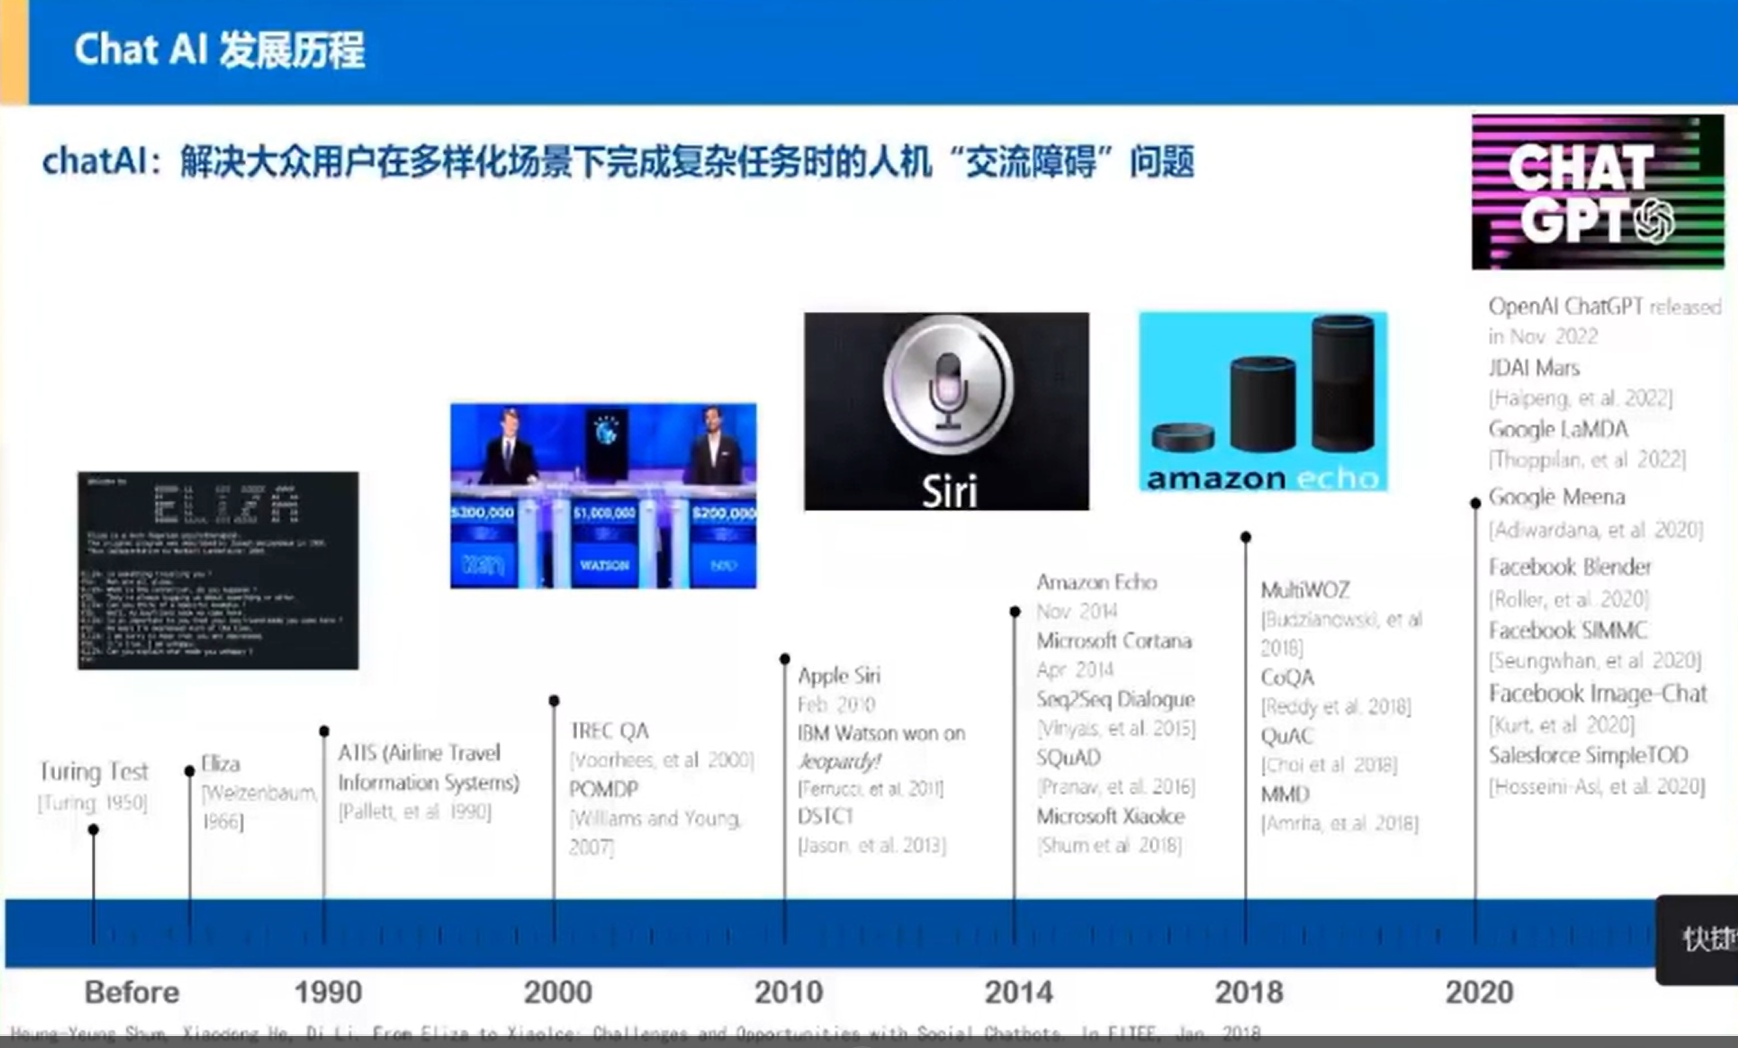 Chat AI 发展历程
chatAI：解决大众用户在多样化场景下完成复杂任务时的人机“交流障碍”问题
CHAT
GPT
OpenAI ChatGPT released
in Nov. 2022
JDAI Mars
[Haipeng, et al. 2022]
Google LaMDA
[Thoppilan, et al. 2022]
Google Meena
[Adiwardana, et al. 2020]
Facebook Blender
[Roller, et al. 2020]
Facebook SIMMC
[Seungwhan, et al. 2020]
Facebook Image-Chat
[Kurt, et al. 2020]
Salesforce SimpleTOD
[Hosseini-Asl, et al. 2020]
Siri
amazon echo
$300,000
$1,000,000
$200,000
WATSON
Turing Test
[Turing, 1950]
Eliza
[Weizenbaum,
1966]
ATIS (Airline Travel
Information Systems)
[Pallett, et al. 1990]
TREC QA
[Voorhees, et al. 2000]
POMDP
[Williams and Young,
2007]
Apple Siri
Feb. 2010
IBM Watson won on
Jeopardy!
[Ferrucci, et al. 2011]
DSTC1
[Jason, et al. 2013]
Amazon Echo
Nov. 2014
Microsoft Cortana
Apr. 2014
Seq2Seq Dialogue
[Vinyals, et al. 2015]
SQuAD
[Pranav, et al. 2016]
Microsoft XiaoIce
[Shum et al. 2018]
MultiWOZ
[Budzianowski, et al.
2018]
CoQA
[Reddy et al. 2018]
QuAC
[Choi et al. 2018]
MMD
[Amrita, et al. 2018]
快捷
Before
1990
2000
2010
2014
2018
2020
Heung-Yeung Shum, Xiaodong He, Di Li. From Eliza to XiaoIce: Challenges and Opportunities with Social Chatbots. In FITEE, Jan. 2018